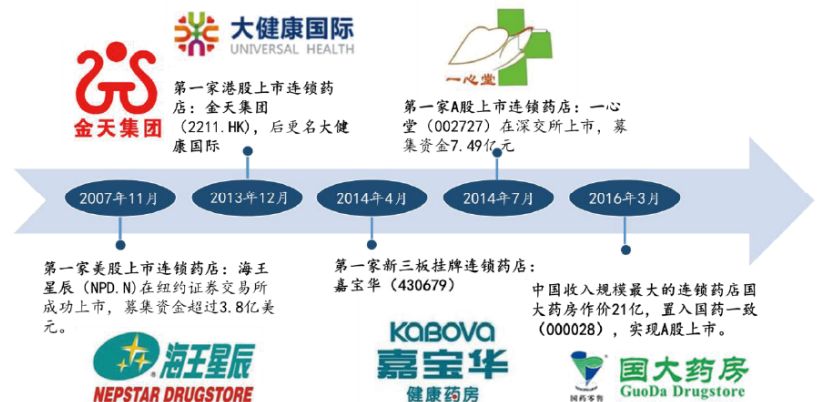 大健康国际
UNIVERSAL HEALTH
金天集团
一心堂
第一家港股上市连锁药
店：金天集团
（2211.HK），后更名大健
康国际
第一家A股上市连锁药店：一心
堂（002727）在深交所上市，募
集资金7.49亿元
2007年11月
2013年12月
2014年4月
2014年7月
2016年3月
第一家美股上市连锁药店：海王
星辰（NPD.N)在纽约证券交易所
成功上市，募集资金超过3.8亿美
元。
第一家新三板挂牌连锁药店：
嘉宝华（430679）
中国收入规模最大的连锁药店国
大药房作价21亿，置入国药一致
（000028），实现A股上市。
海王星辰
NEPSTAR DRUGSTORE
KABOVA
嘉宝华
健康药房
国药零售
国大药房
GuoDa Drugstore